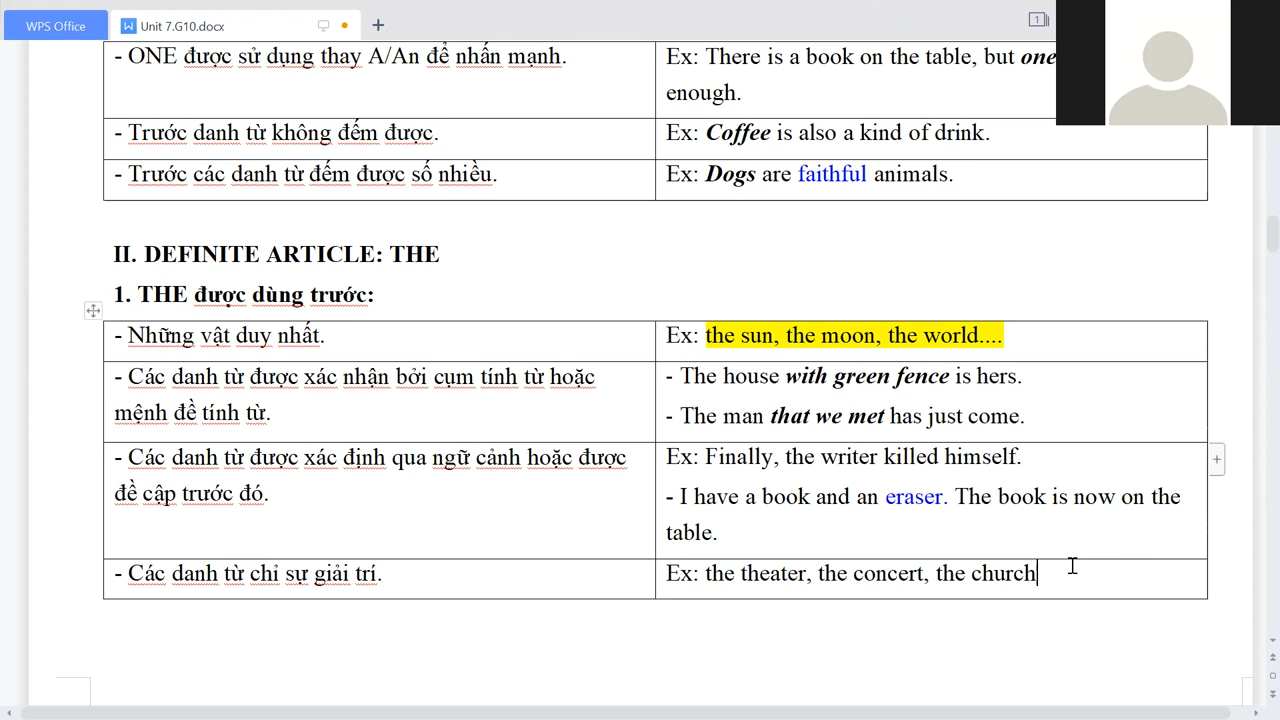 WPS Office
Unit 7.G10.docx
1
- ONE được sử dụng thay A/An để nhấn mạnh.
Ex: There is a book on the table, but one
enough.
- Trước danh từ không đếm được.
Ex: Coffee is also a kind of drink.
- Trước các danh từ đếm được số nhiều.
Ex: Dogs are faithful animals.
II. DEFINITE ARTICLE: THE
1. THE được dùng trước:
- Những vật duy nhất.
Ex: the sun, the moon, the world....
- Các danh từ được xác nhận bởi cụm tính từ hoặc
mệnh đề tính từ.
- The house with green fence is hers.
- The man that we met has just come.
- Các danh từ được xác định qua ngữ cảnh hoặc được
đề cập trước đó.
Ex: Finally, the writer killed himself.
- I have a book and an eraser. The book is now on the
table.
- Các danh từ chỉ sự giải trí.
Ex: the theater, the concert, the church